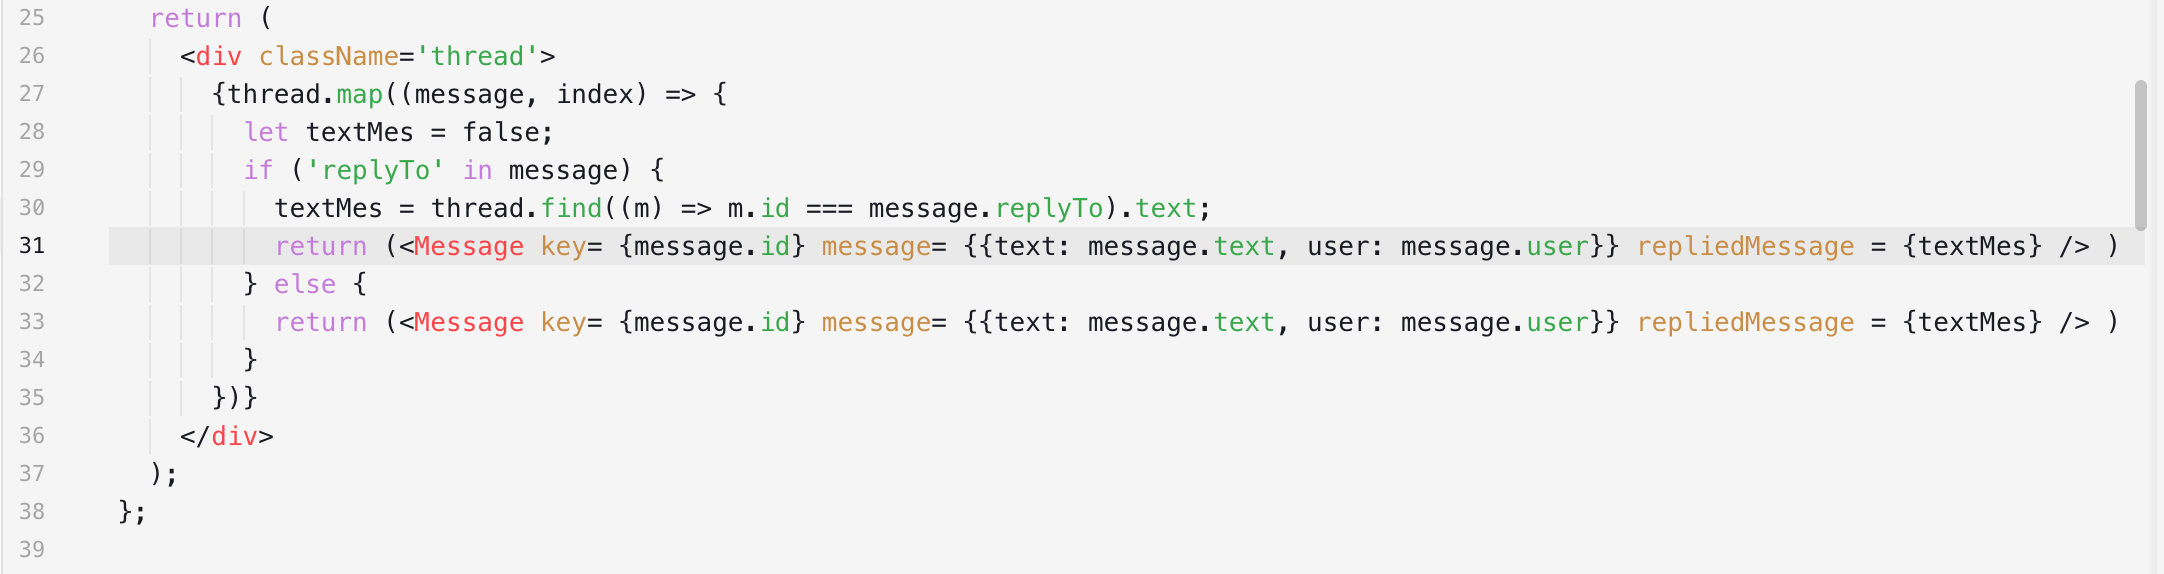 25 return (
26 <div className='thread'>
27 {thread.map((message, index) => {
28 let textMes = false;
29 if ('replyTo' in message) {
30 textMes = thread.find((m) => m.id === message.replyTo).text;
31 return (<Message key= {message.id} message= {{text: message.text, user: message.user}} repliedMessage = {textMes} /> )
32 } else {
33 return (<Message key= {message.id} message= {{text: message.text, user: message.user}} repliedMessage = {textMes} /> )
34 }
35 })}
36 </div>
37 );
38 };
39